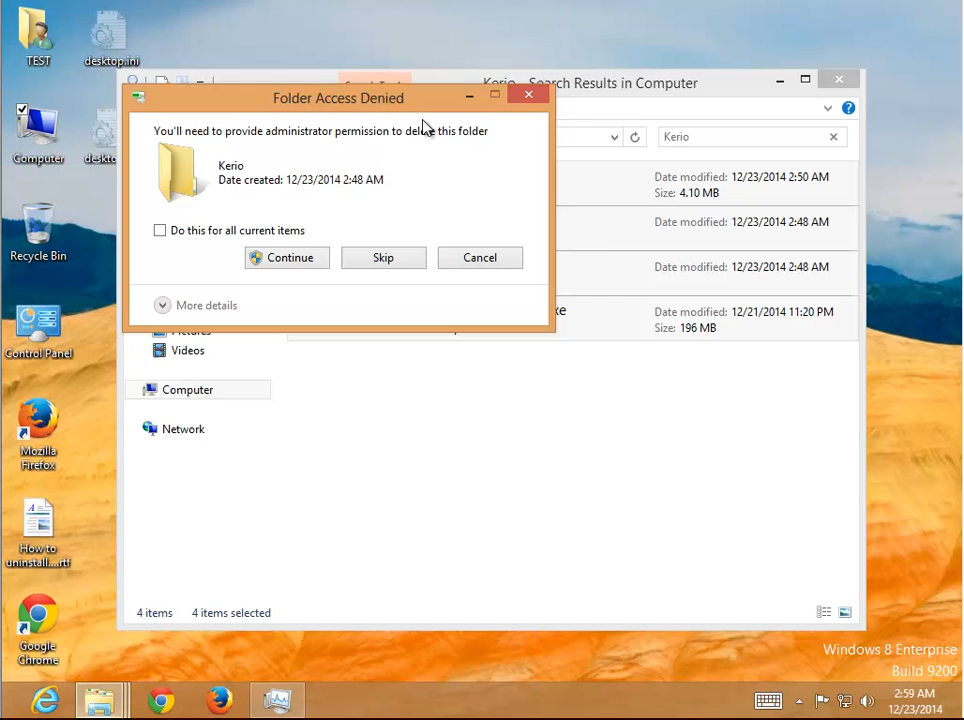 TEST
desktop.ini
Computer
Recycle Bin
Control Panel
Mozilla
Firefox
How to
uninstall....rtf
Google
Chrome
Search Results in Computer
Kerio
Folder Access Denied
You'll need to provide administrator permission to delete this folder
Kerio
Date created: 12/23/2014 2:48 AM
Do this for all current items
Continue
Skip
Cancel
More details
Date modified: 12/23/2014 2:50 AM
Size: 4.10 MB
Date modified: 12/23/2014 2:48 AM
Date modified: 12/23/2014 2:48 AM
Date modified: 12/21/2014 11:20 PM
Size: 196 MB
Videos
Computer
Network
4 items 4 items selected
Windows 8 Enterprise
Build 9200
2:59 AM
12/23/2014